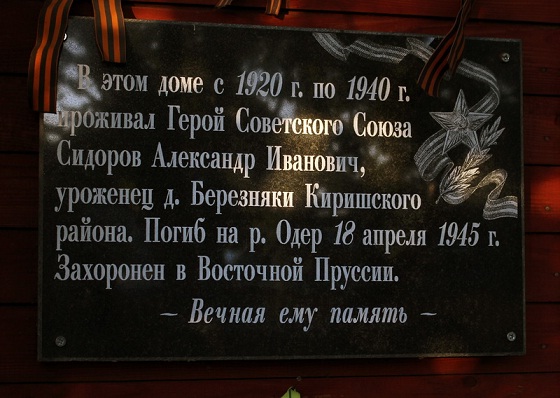 В этом доме с 1920 г. по 1940 г.
проживал Герой Советского Союза
Сидоров Александр Иванович,
уроженец д. Березняки Киришского
района. Погиб на р. Одер 18 апреля 1945 г.
Захоронен в Восточной Пруссии.
~ Вечная ему память ~